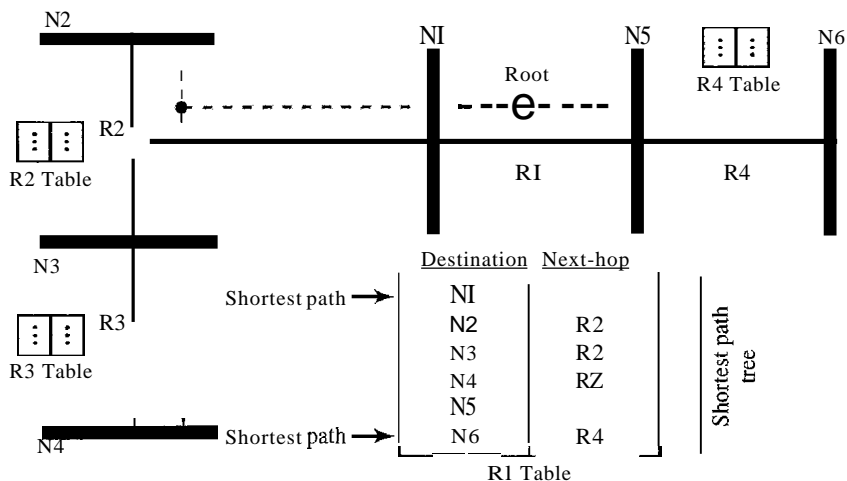 N2
NI
N5
N6
Root
e
R4 Table
R2
R2 Table
RI
R4
N3
Destination Next-hop
Shortest path
NI
N2 R2
R3
N3 R2
R3 Table
N4 RZ
N5
N4
Shortest path
N6 R4
R1 Table
Shortest path
tree